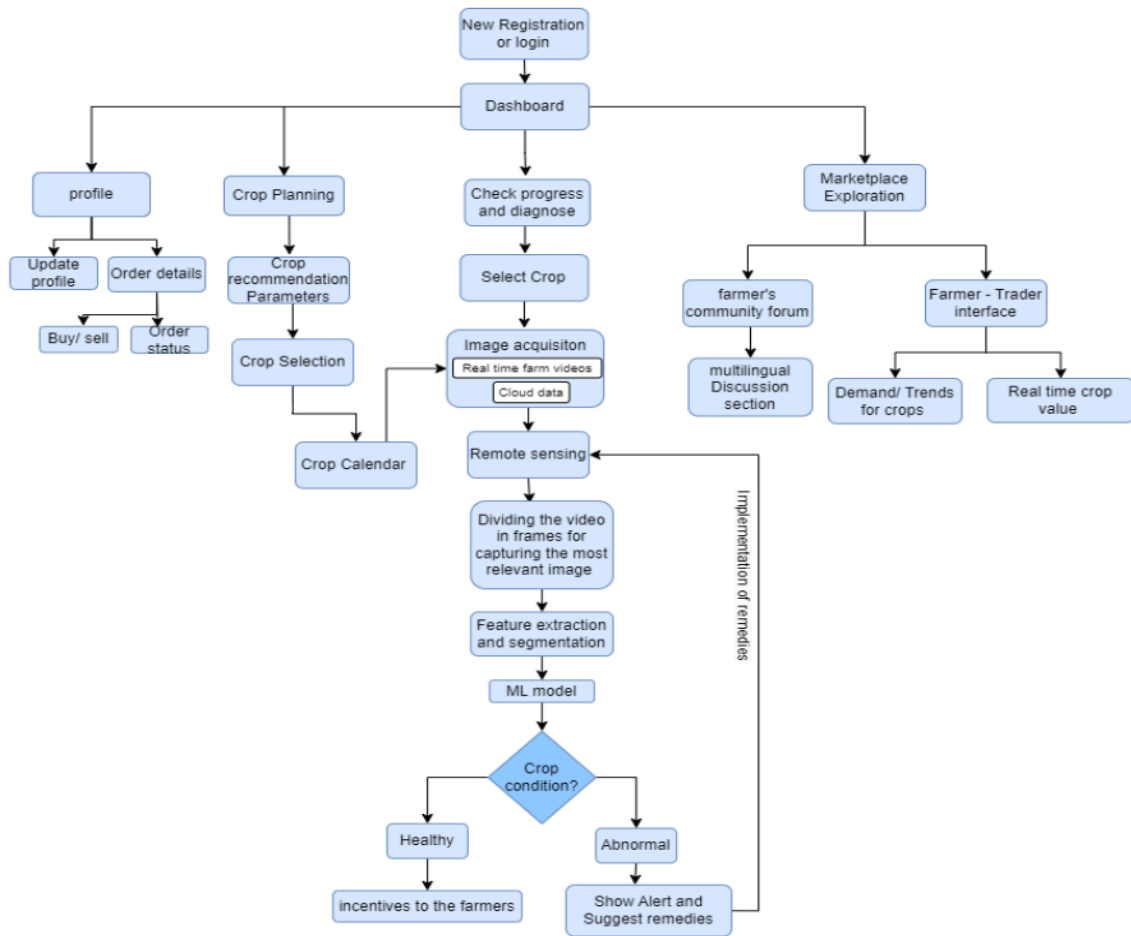 New Registration
or login
Dashboard
profile
Crop Planning
Check progress
and diagnose
Marketplace
Exploration
Update
profile
Order details
Crop
recommendation
Parameters
Select Crop
farmer's
community forum
Farmer - Trader
interface
Buy/ sell
Order
status
Crop Selection
Image acquisiton
Real time farm videos
Cloud data
multilingual
Discussion
section
Demand/ Trends
for crops
Real time crop
value
Crop Calendar
Remote sensing
Dividing the video
in frames for
capturing the most
relevant image
Implementation of remedies
Feature extraction
and segmentation
ML model
Crop
condition?
Healthy
Abnormal
incentives to the farmers
Show Alert and
Suggest remedies